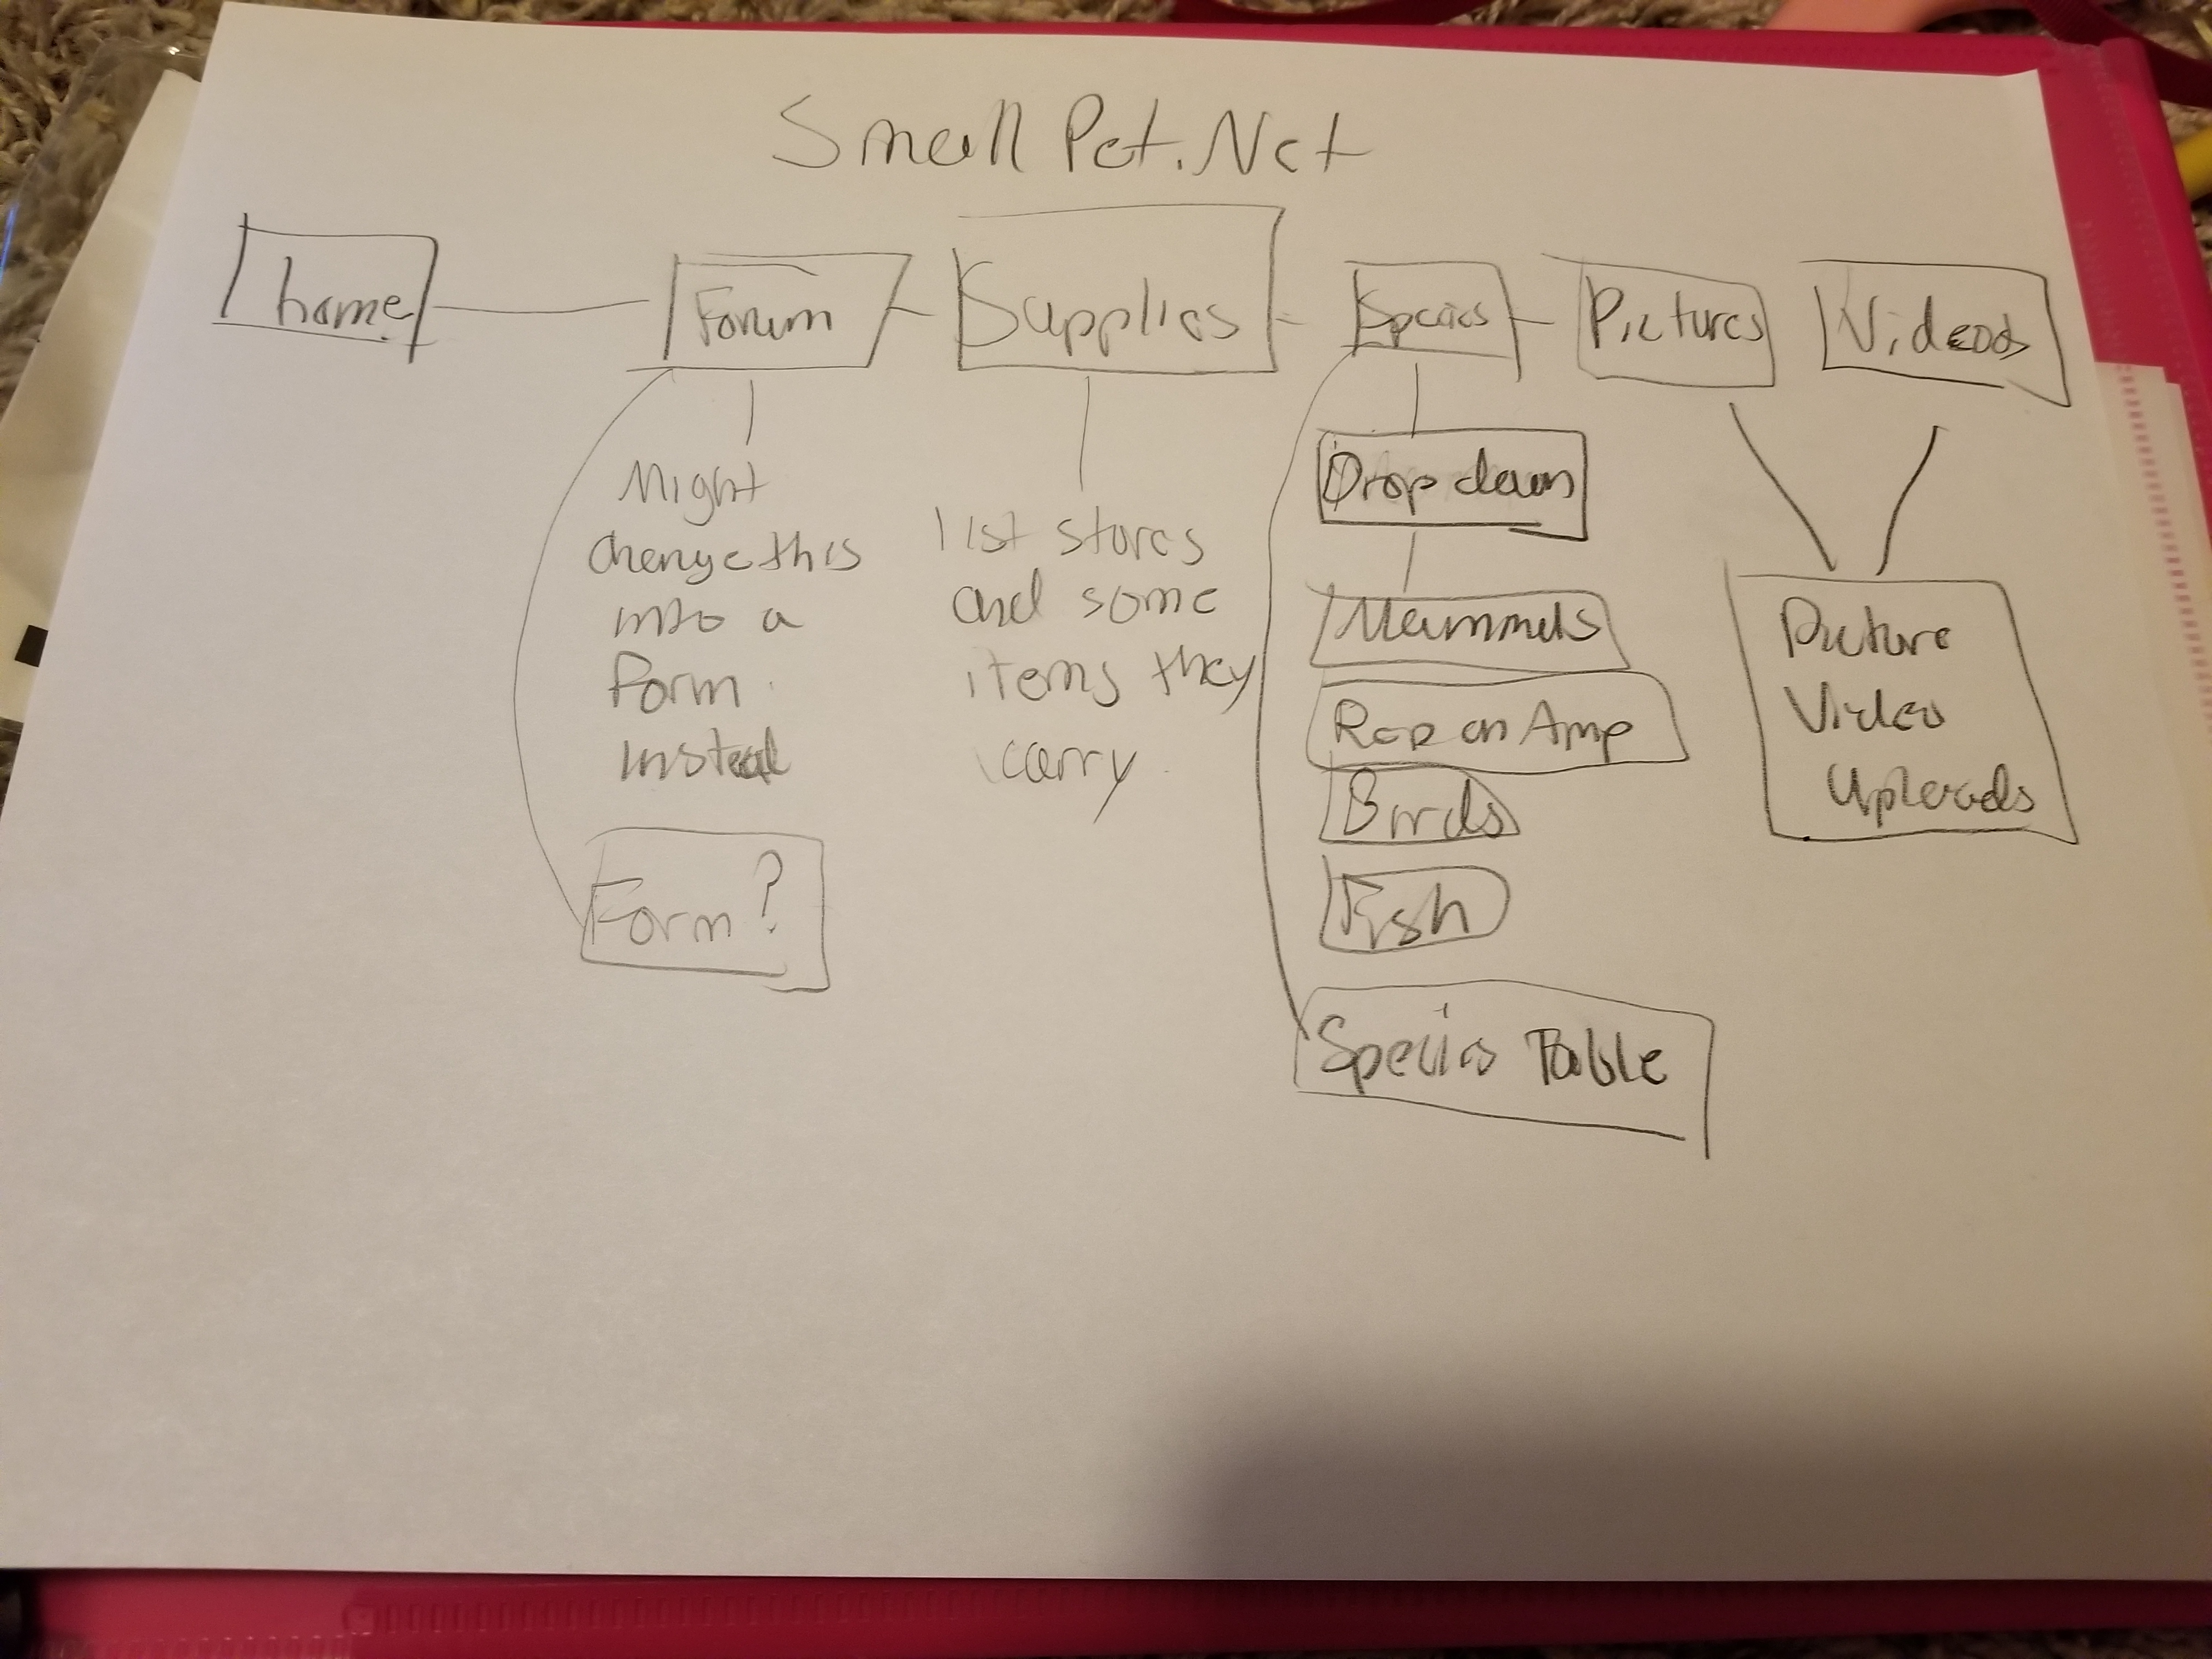 Small Pet.Net
home
Forum
Supplies
Species
Pictures
Videos
Might
change this
into a
Form
instead
Form?
list stores
and some
items they
carry
Drop down
Mammals
Rep an Amp
Birds
Fish
Species Table
Picture
Video
Uploads